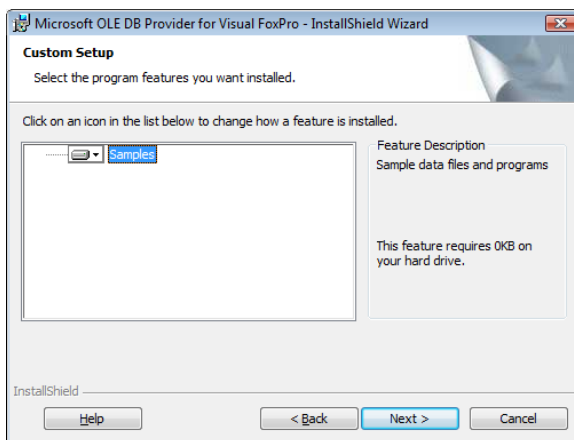 Microsoft OLE DB Provider for Visual FoxPro - InstallShield Wizard
Custom Setup
Select the program features you want installed.
Click on an icon in the list below to change how a feature is installed.
Samples
Feature Description
Sample data files and programs
This feature requires 0KB on
your hard drive.
InstallShield
Help
< Back
Next >
Cancel